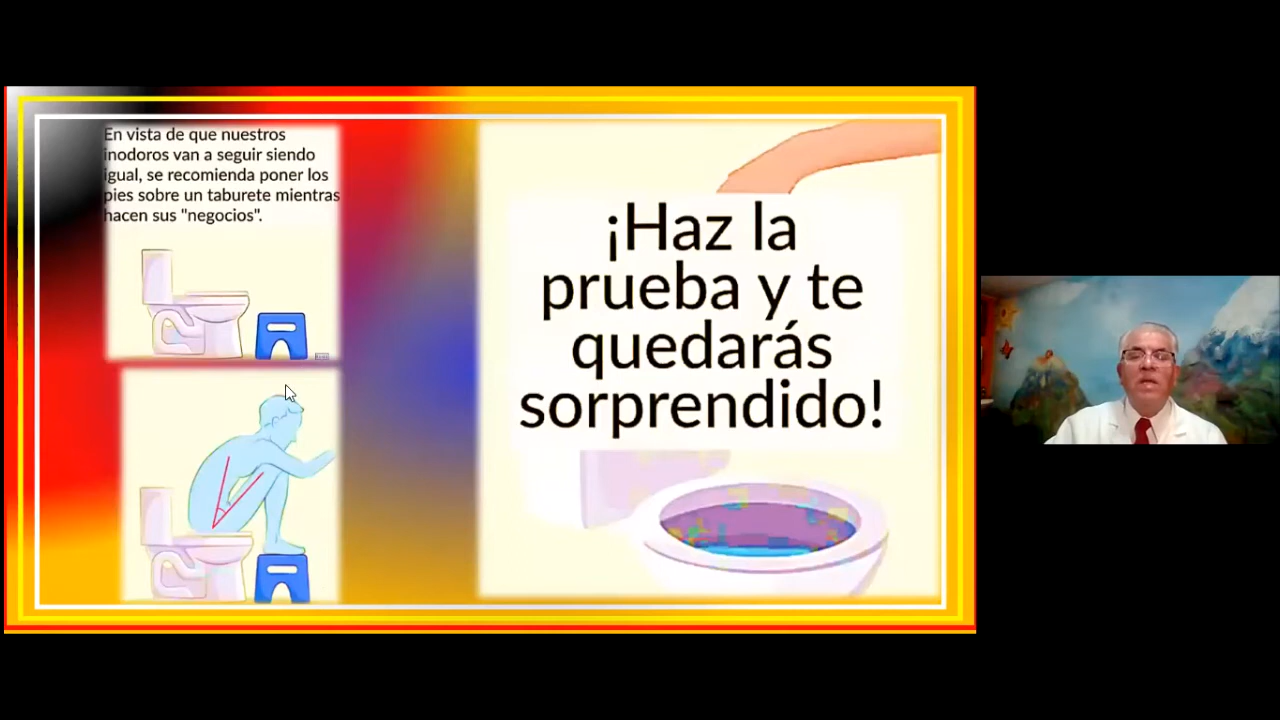 En vista de que nuestros
inodoros van a seguir siendo
igual, se recomienda poner los
pies sobre un taburete mientras
hacen sus "negocios".
¡Haz la
prueba y te
quedarás
sorprendido!